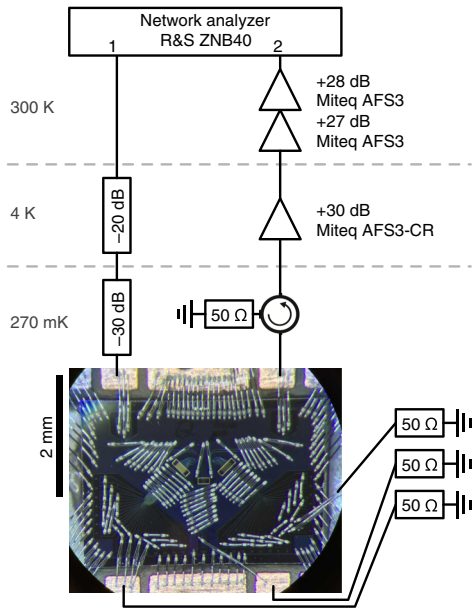 Network analyzer
R&S ZNB40
1
2
+28 dB
Miteq AFS3
+27 dB
Miteq AFS3
300 K
4 K
–20 dB
+30 dB
Miteq AFS3-CR
270 mK
–30 dB
50 Ω
2 mm
50 Ω
50 Ω
50 Ω